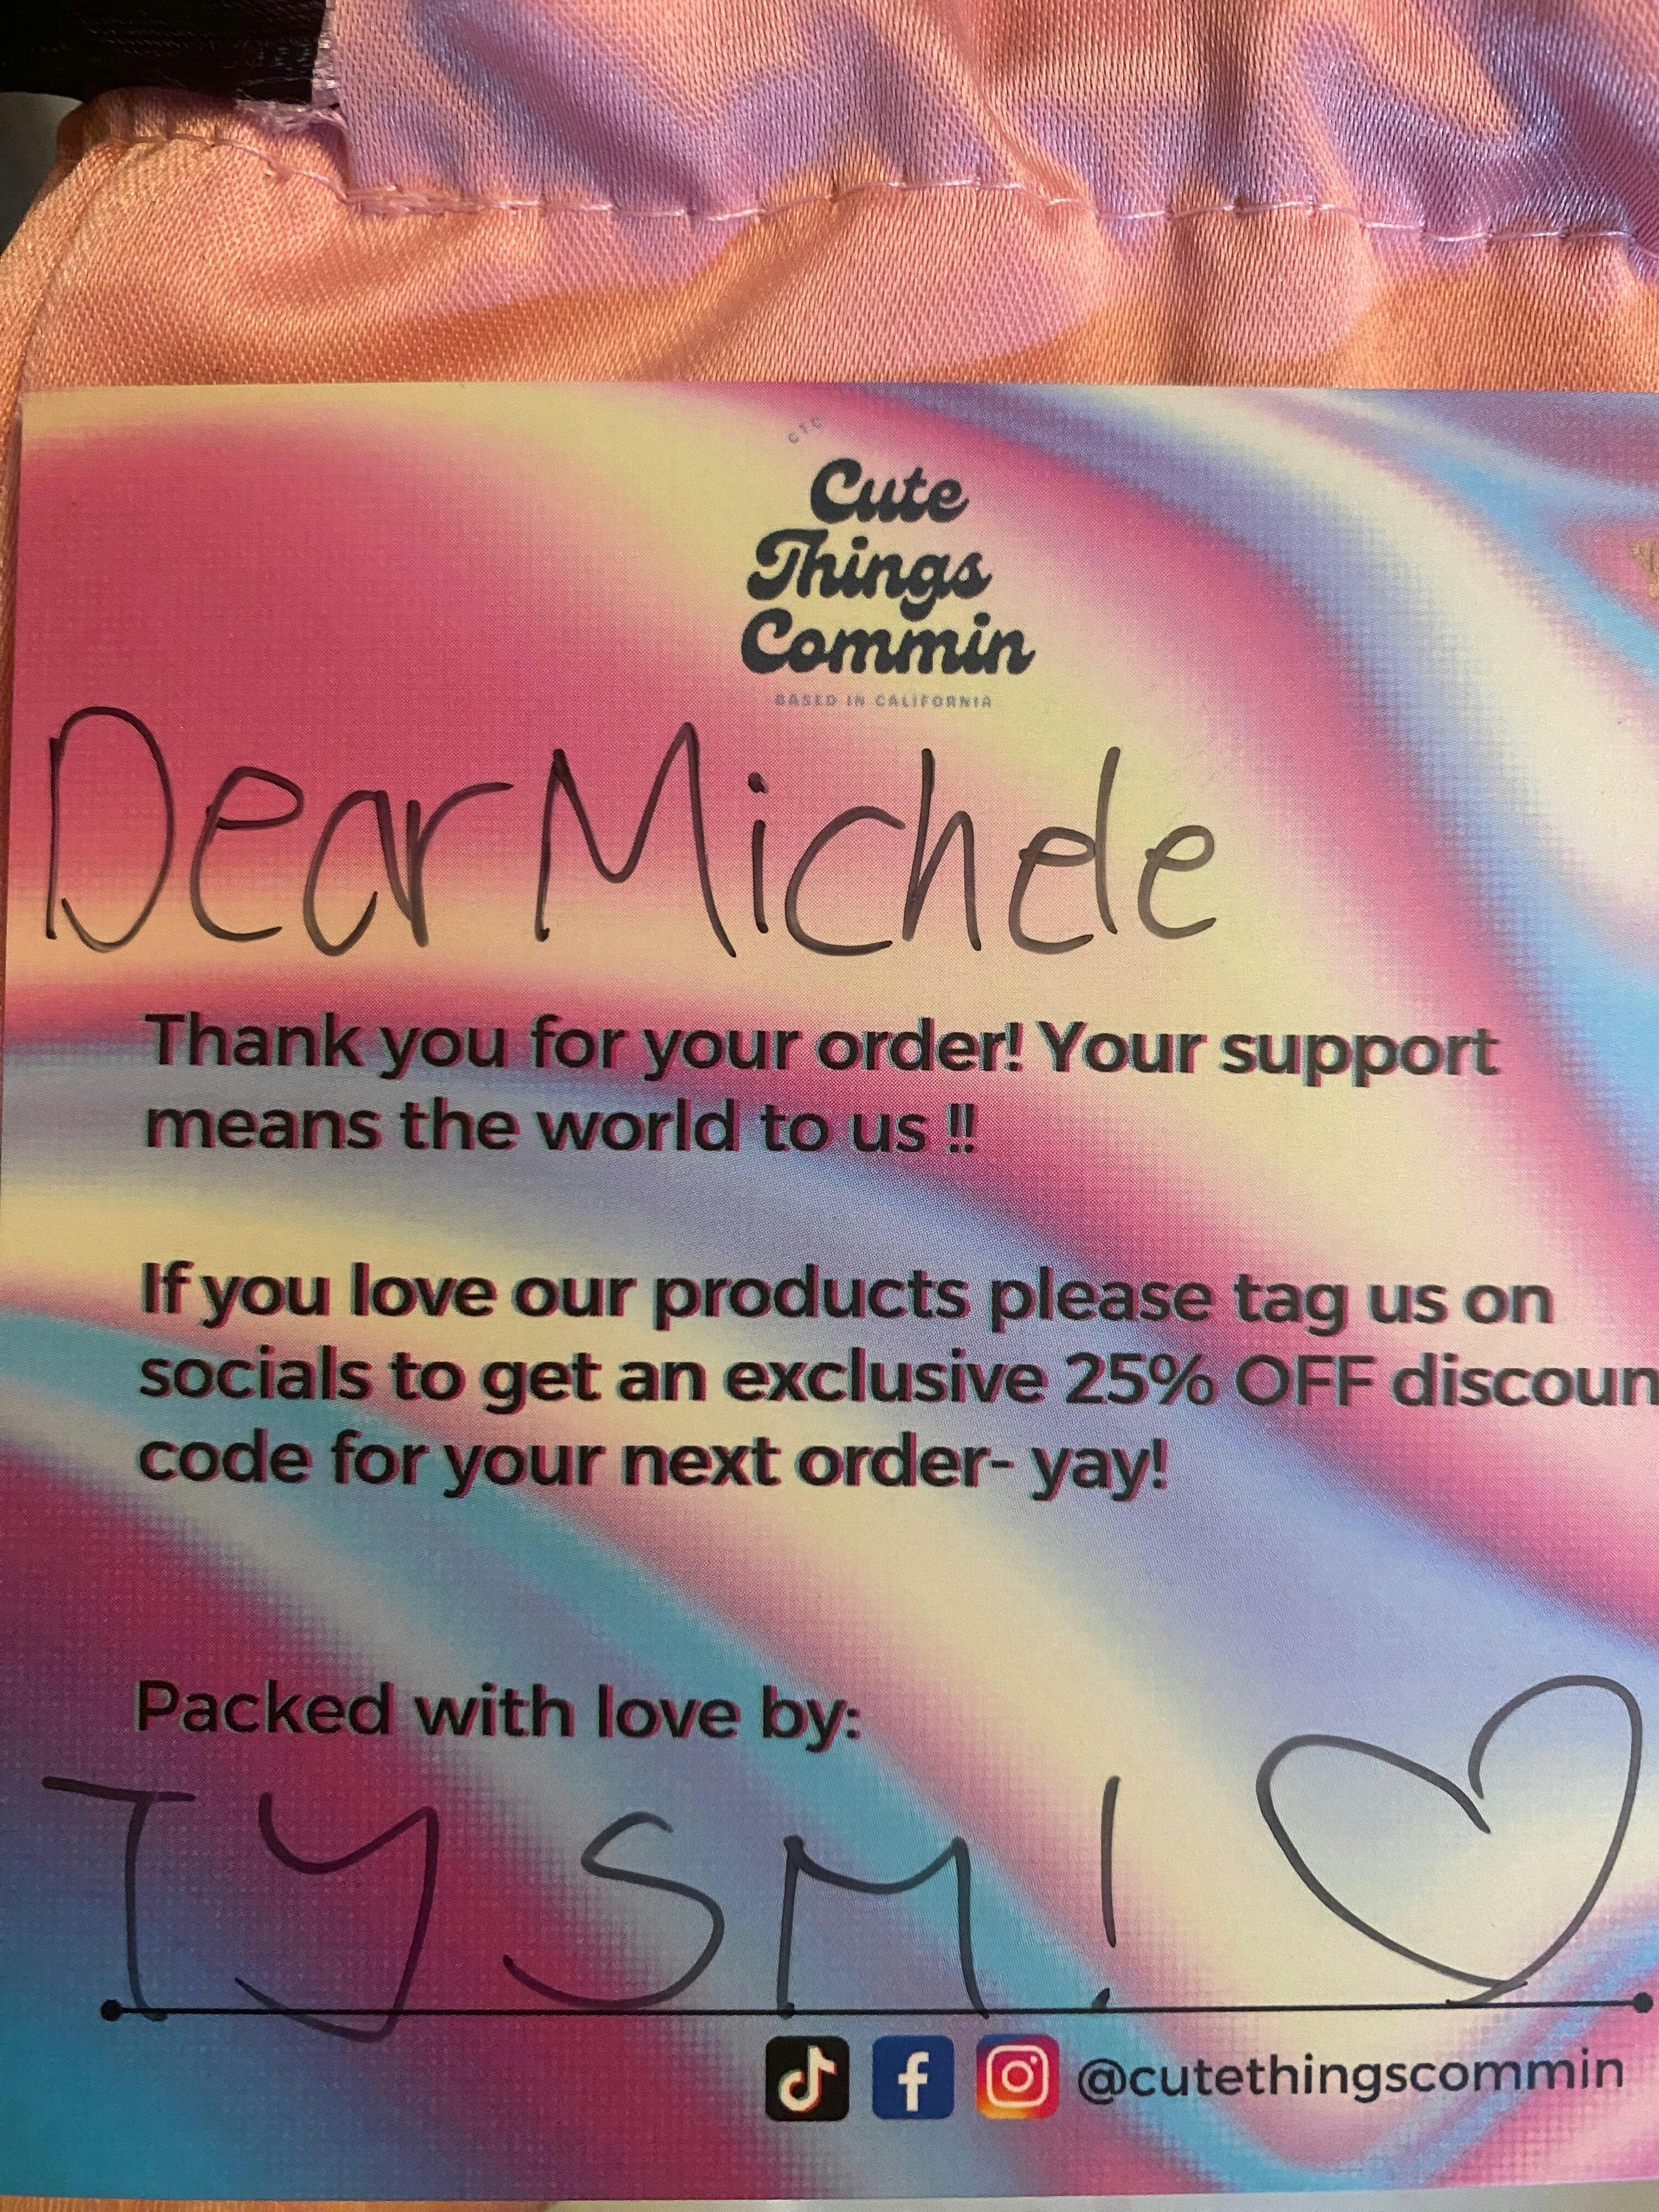 CTC
Cute
Things
Commin
BASED IN CALIFORNIA
Dear Michele
Thank you for your order! Your support
means the world to us !!
If you love our products please tag us on
socials to get an exclusive 25% OFF discoun
code for your next order- yay!
Packed with love by:
TYSM!
@cutethingscommin